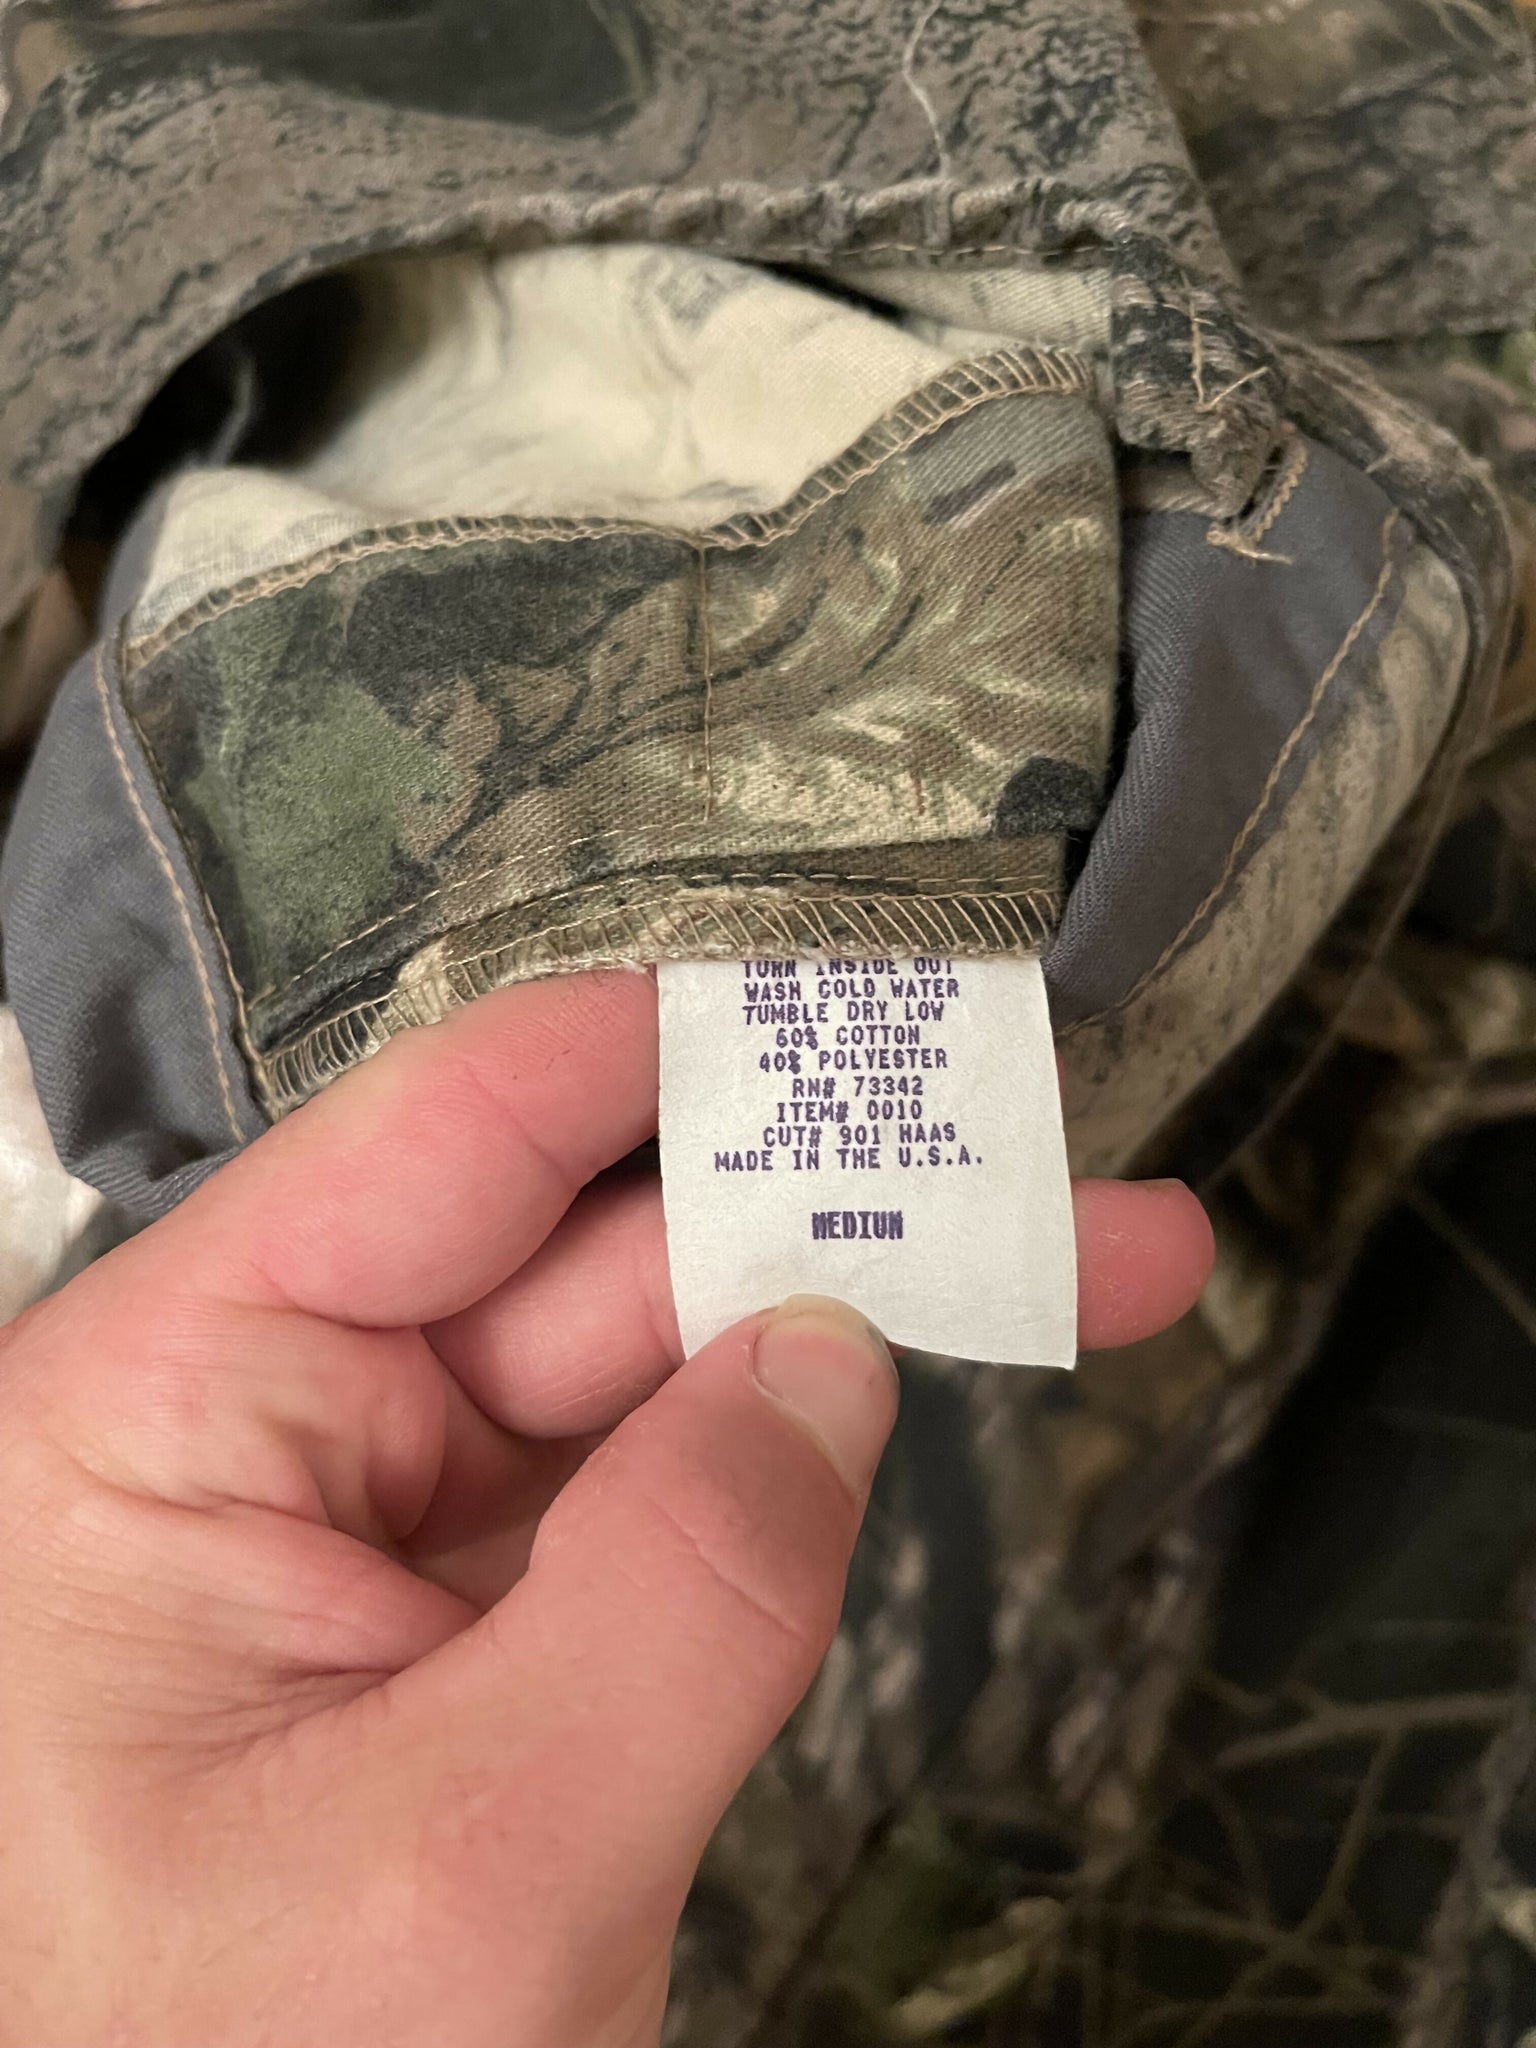 TURN INSIDE OUT
WASH COLD WATER
TUMBLE DRY LOW
60% COTTON
40% POLYESTER
RN# 73342
ITEM# 0010
CUT# 901 HAAS
MADE IN THE U.S.A.
MEDIUM